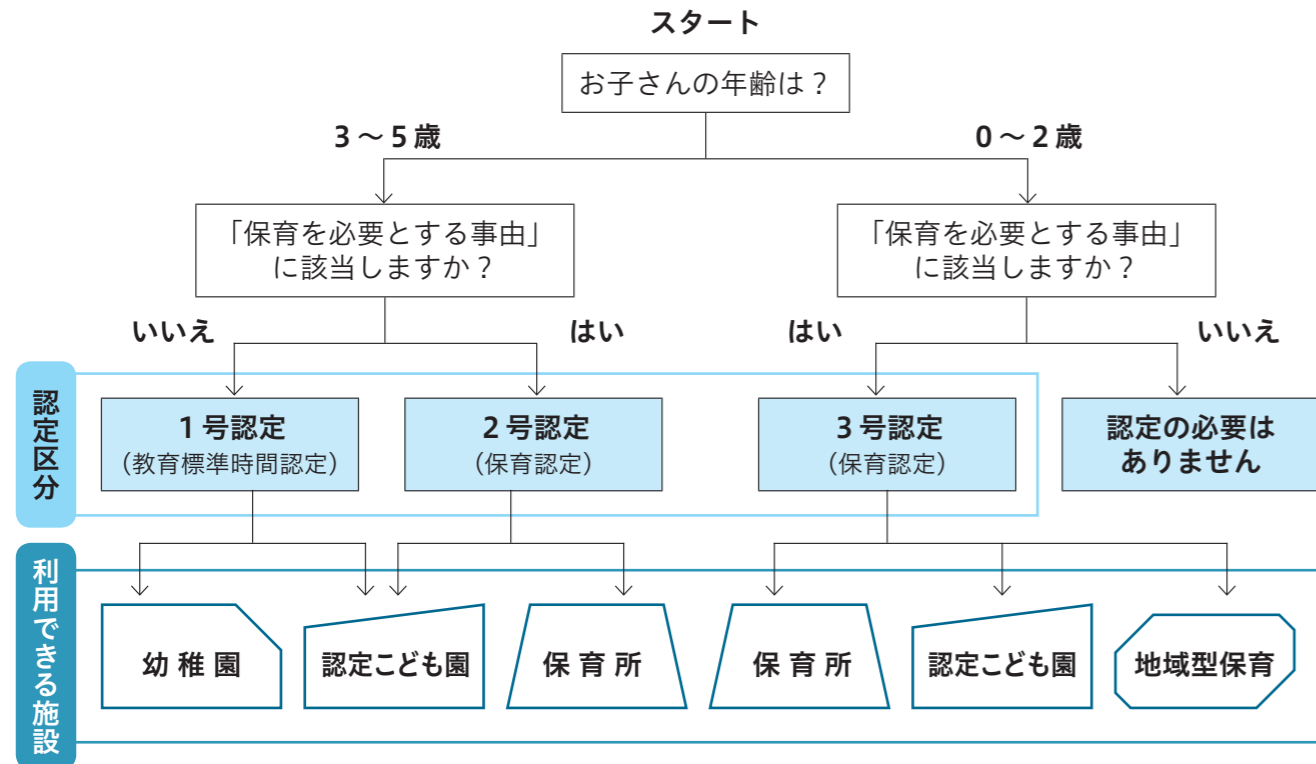 スタート
お子さんの年齢は？
3～5歳
0～2歳
「保育を必要とする事由」
に該当しますか？
「保育を必要とする事由」
に該当しますか？
いいえ
はい
はい
いいえ
認定区分
1号認定
（教育標準時間認定）
2号認定
（保育認定）
3号認定
（保育認定）
認定の必要は
ありません
利用できる施設
幼稚園
認定こども園
保育所
保育所
認定こども園
地域型保育